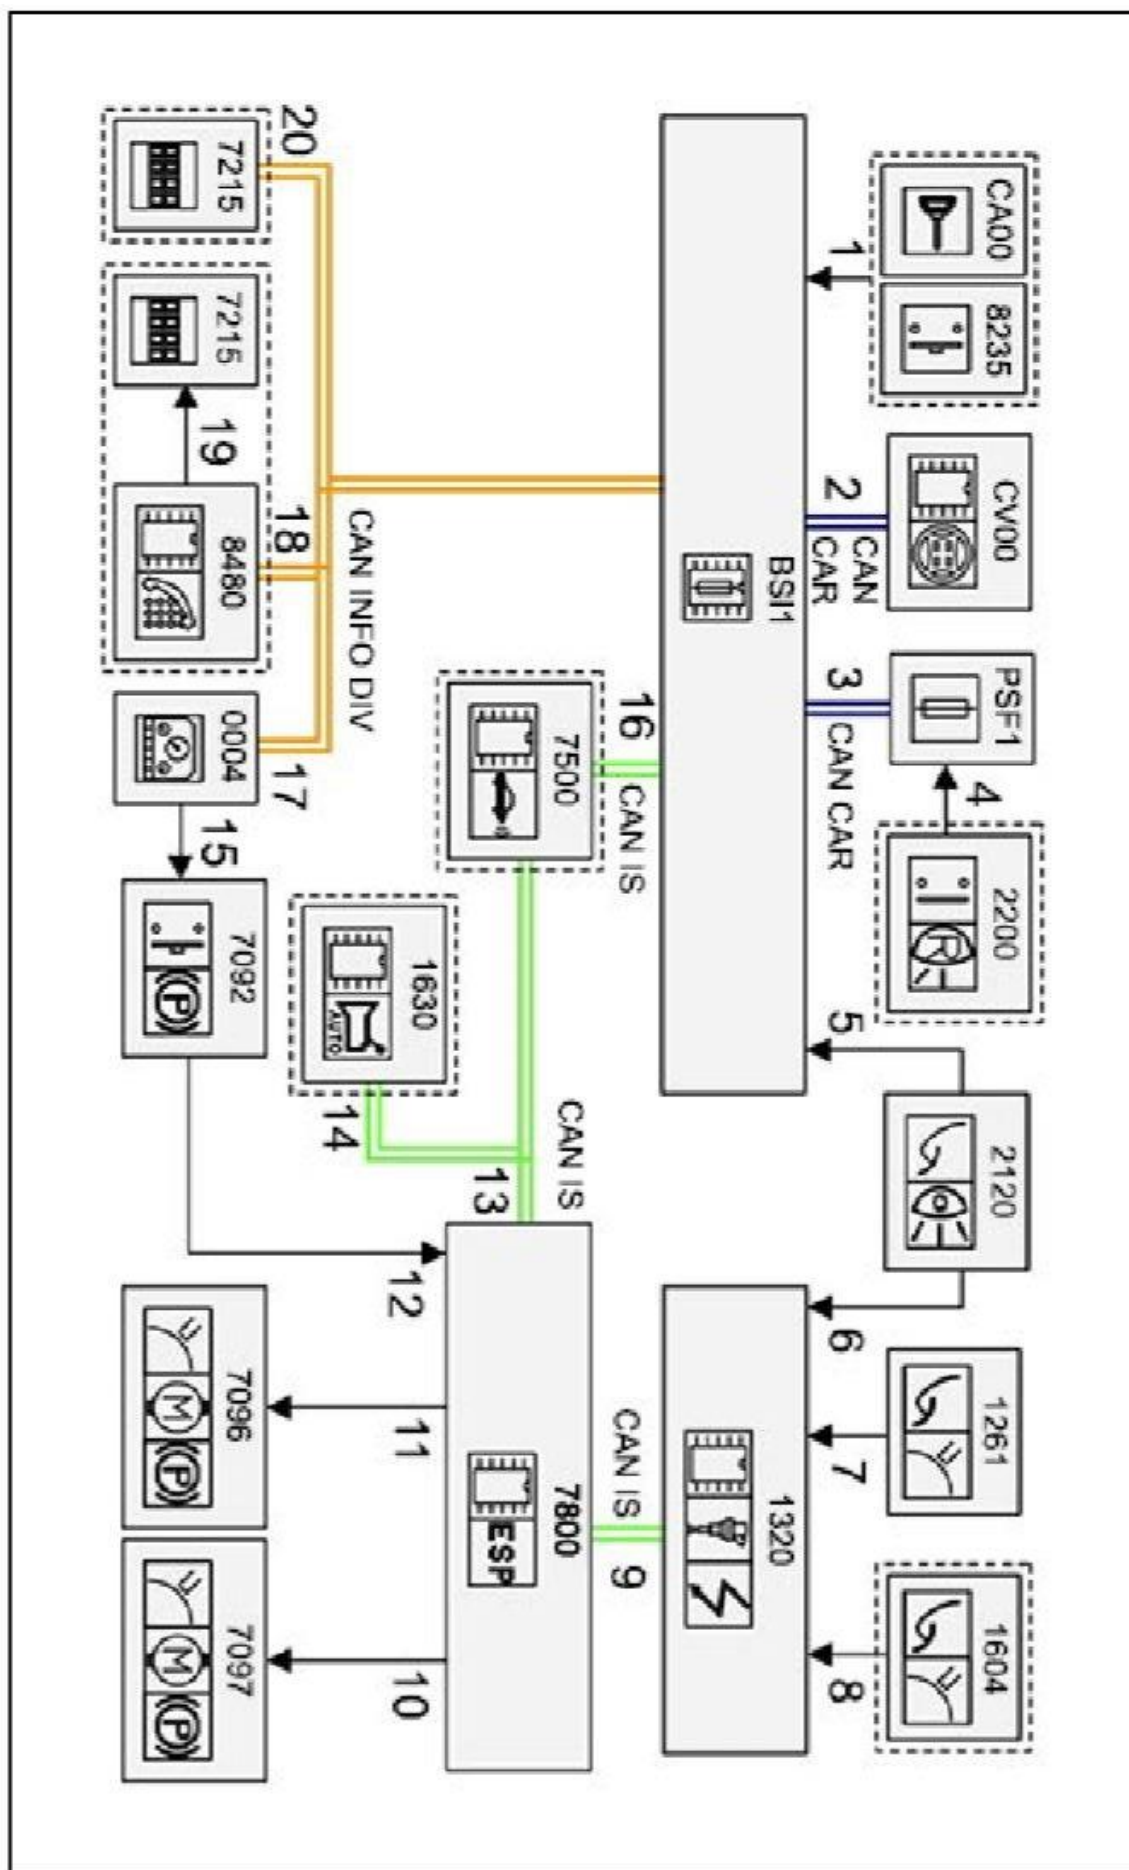 CA00
8235
CV00
PSF1
2200
R
2120
1261
1604
1
2
CAN
CAR
3
CAN CAR
4
5
6
7
8
BSI1
1320
16
CAN IS
CAN IS
9
7500
CAN IS
7800
ESP
13
1630
AUTO
14
12
11
10
CAN INFO DIV
20
18
17
7215
7215
19
8480
0004
15
7092
P
7096
M
P
7097
M
P